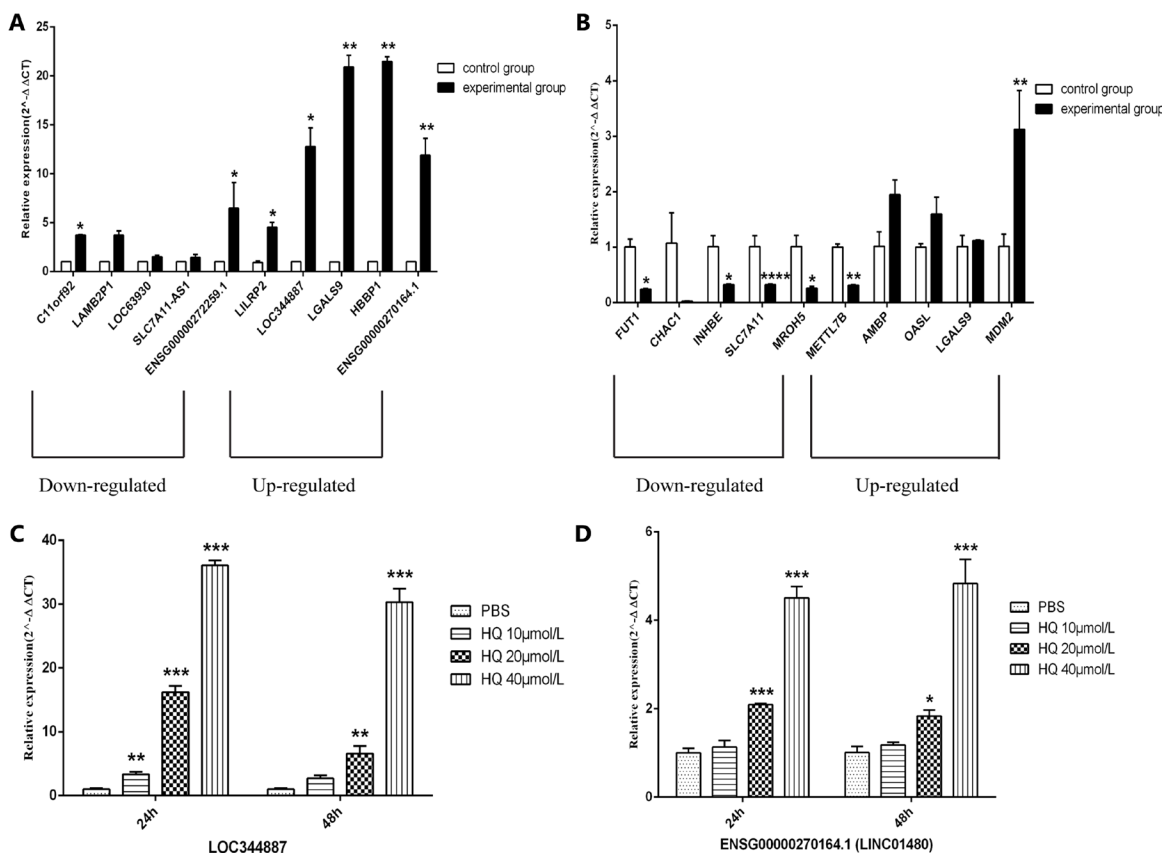 A
Relative expression(2^-Δ ΔCT)
25
20
15
10
5
0
** ** * ** * * *
control group
experimental group
C11orf92
LAMB2P1
LOC63930
SLC7A11-AS1
ENSG00000272259.1
LILRP2
LOC344887
LGALS9
HBBP1
ENSG00000270164.1
Down-regulated
Up-regulated
B
Relative expression(2^-Δ ΔCT)
5
4
3
2
1
0
control group
experimental group
**
* * **** * **
FUT1
CHAC1
INHBE
SLC7A11
MROH5
METTL7B
AMBP
OASL
LGALS9
MDM2
Down-regulated
Up-regulated
C
Relative expression(2^-Δ ΔCT)
40
30
20
10
0
** *** *** ** ***
PBS
HQ 10μmol/L
HQ 20μmol/L
HQ 40μmol/L
24h
48h
LOC344887
D
Relative expression(2^-Δ ΔCT)
6
4
2
0
*** *** * ***
PBS
HQ 10μmol/L
HQ 20μmol/L
HQ 40μmol/L
24h
48h
ENSG00000270164.1 (LINC01480)